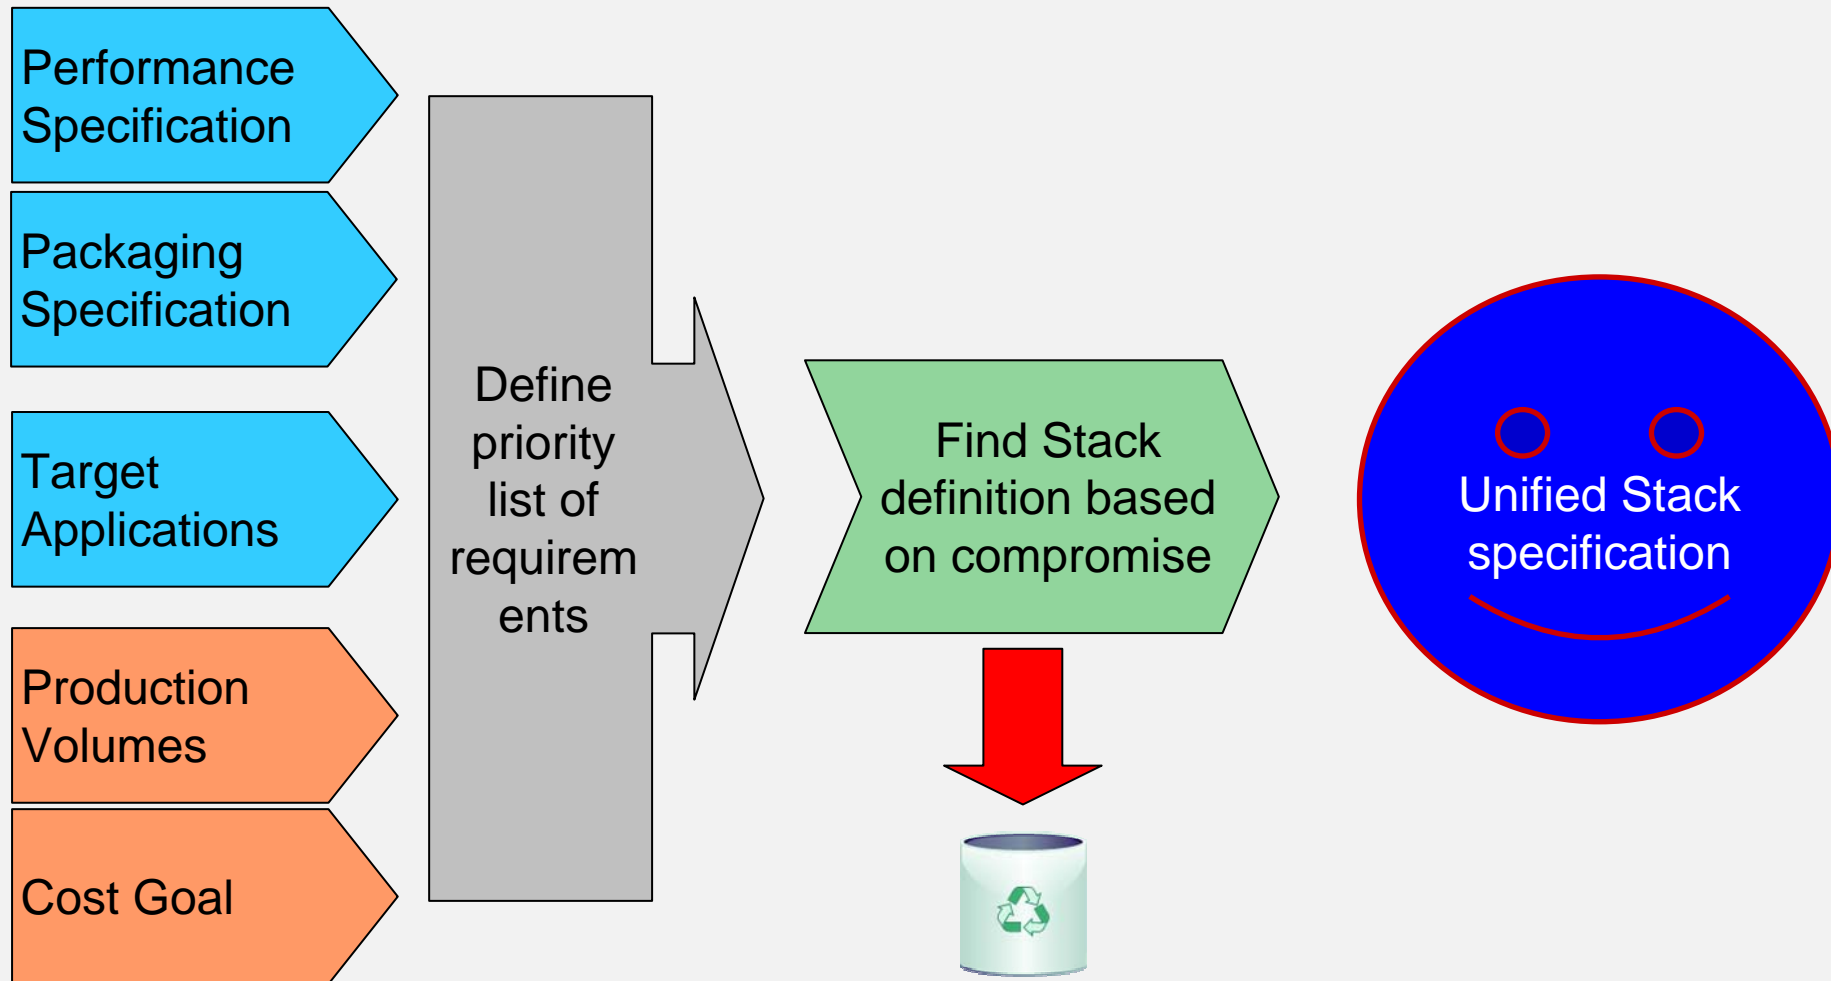 Performance
Specification
Packaging
Specification
Target
Applications
Production
Volumes
Cost Goal
Define
priority
list of
requirem
ents
Find Stack
definition based
on compromise
Unified Stack
specification